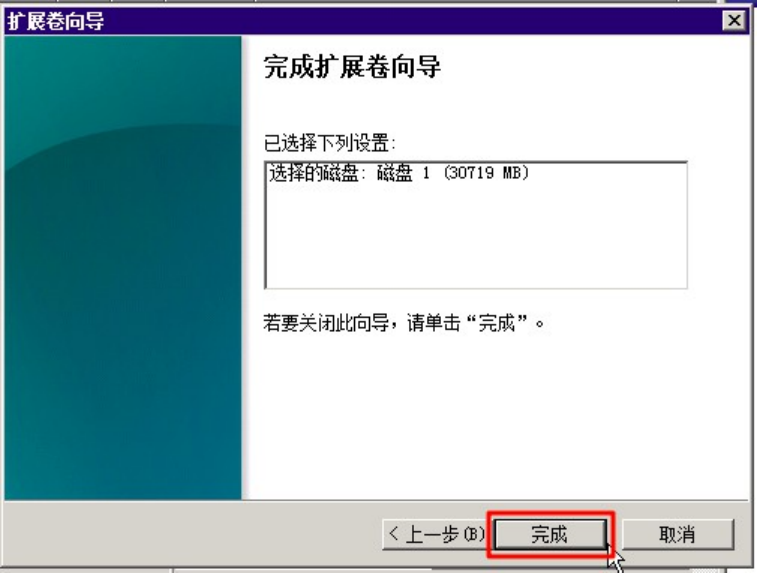 扩展卷向导
完成扩展卷向导
已选择下列设置:
选择的磁盘: 磁盘 1 (30719 MB)
若要关闭此向导，请单击“完成”。
< 上一步(B) 完成 取消